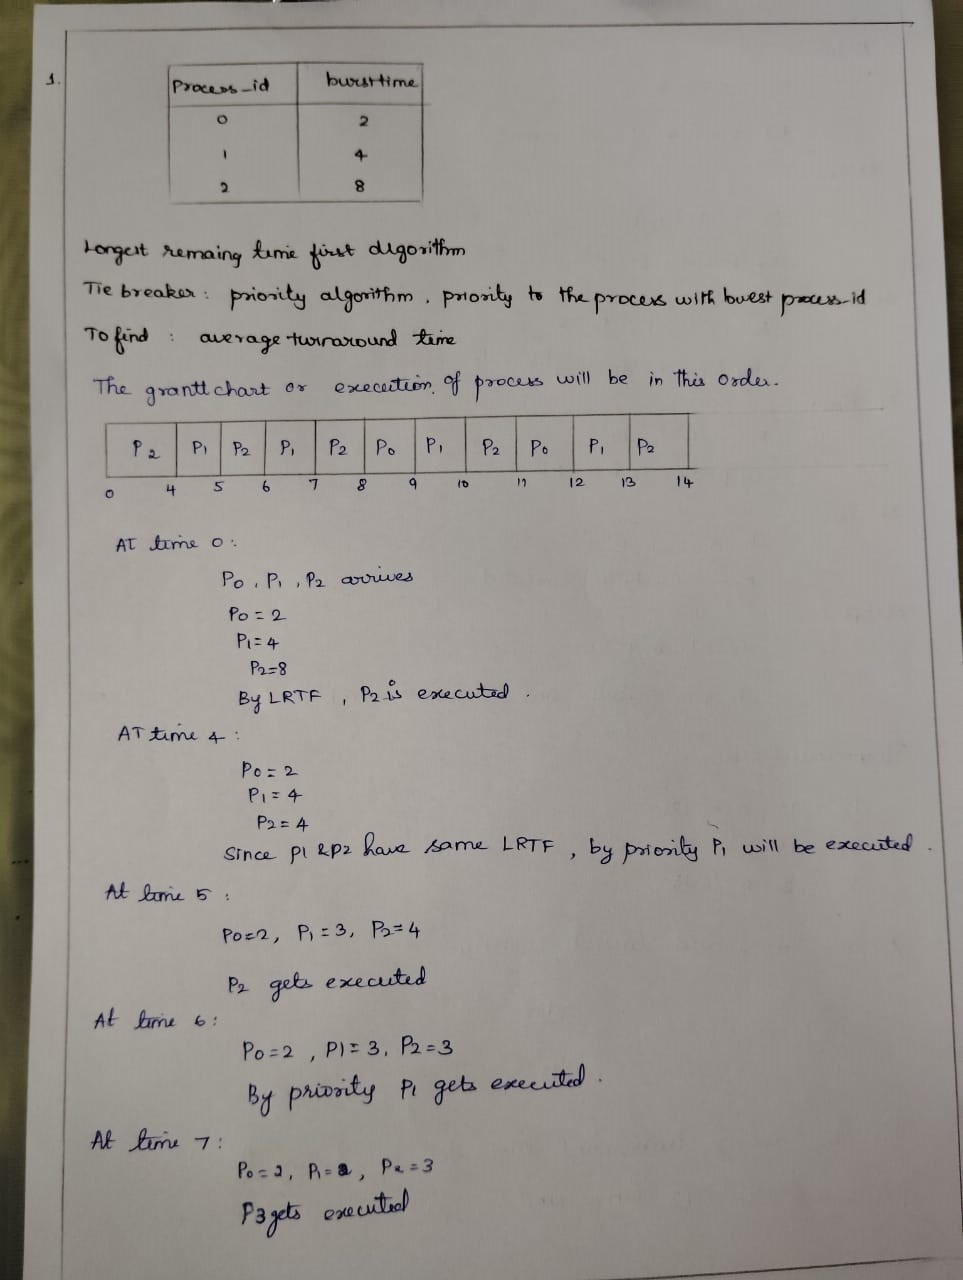 1.
Process_id bursttime
0 2
1 4
2 8
Longest remaing time first algorithm
Tie breaker : priority algorithm , priority to the process with lowest process-id
To find : average turnaround time
The grantt chart or execution of process will be in this order.
P2 P1 P2 P1 P2 P0 P1 P2 P0 P1 P2
0 4 5 6 7 8 9 10 11 12 13 14
AT time 0 :
P0 , P1 , P2 arrives
P0 = 2
P1 = 4
P2=8
By LRTF , P2 is executed .
AT time 4 :
P0 = 2
P1 = 4
P2 = 4
Since p1 & p2 have same LRTF , by priority P1 will be executed .
At time 5 :
P0=2, P1 = 3, P2=4
P2 gets executed
At time 6 :
P0=2 , P1= 3, P2=3
By priority P1 gets executed .
At time 7 :
P0=2, P1=2, P2=3
P3 gets executed